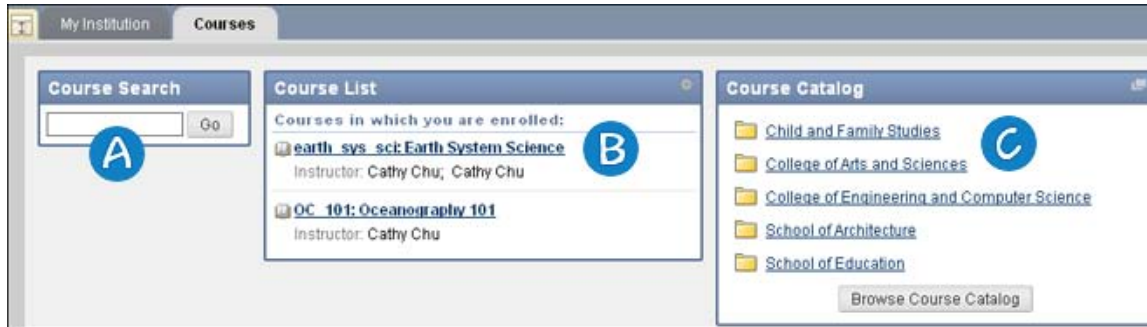 My Institution
Courses
Course Search
Go
A
Course List
Courses in which you are enrolled:
earth_sys_sci: Earth System Science
Instructor: Cathy Chu; Cathy Chu
OC_101: Oceanography 101
Instructor: Cathy Chu
B
Course Catalog
Child and Family Studies
College of Arts and Sciences
College of Engineering and Computer Science
School of Architecture
School of Education
Browse Course Catalog
C